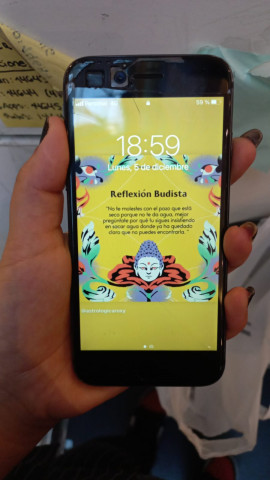 59 %
18:59
Lunes, 5 de diciembre
Reflexión Budista
"No te molestes con el pozo que está
seco porque no te da agua, mejor
pregúntate por qué tu sigues insistiendo
en sacar agua donde ya ha quedado
claro que no puedes encontrarla."